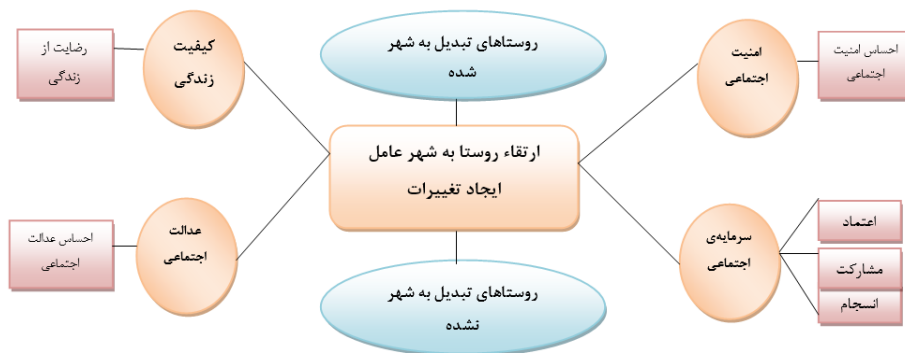 احساس امنیت
اجتماعی
امنیت
اجتماعی
روستاهای تبدیل به شهر
شده
کیفیت
زندگی
رضایت از
زندگی
ارتقاء روستا به شهر عامل
ایجاد تغییرات
اعتماد
مشارکت
انسجام
سرمایه‌ی
اجتماعی
روستاهای تبدیل به شهر
نشده
عدالت
اجتماعی
احساس عدالت
اجتماعی